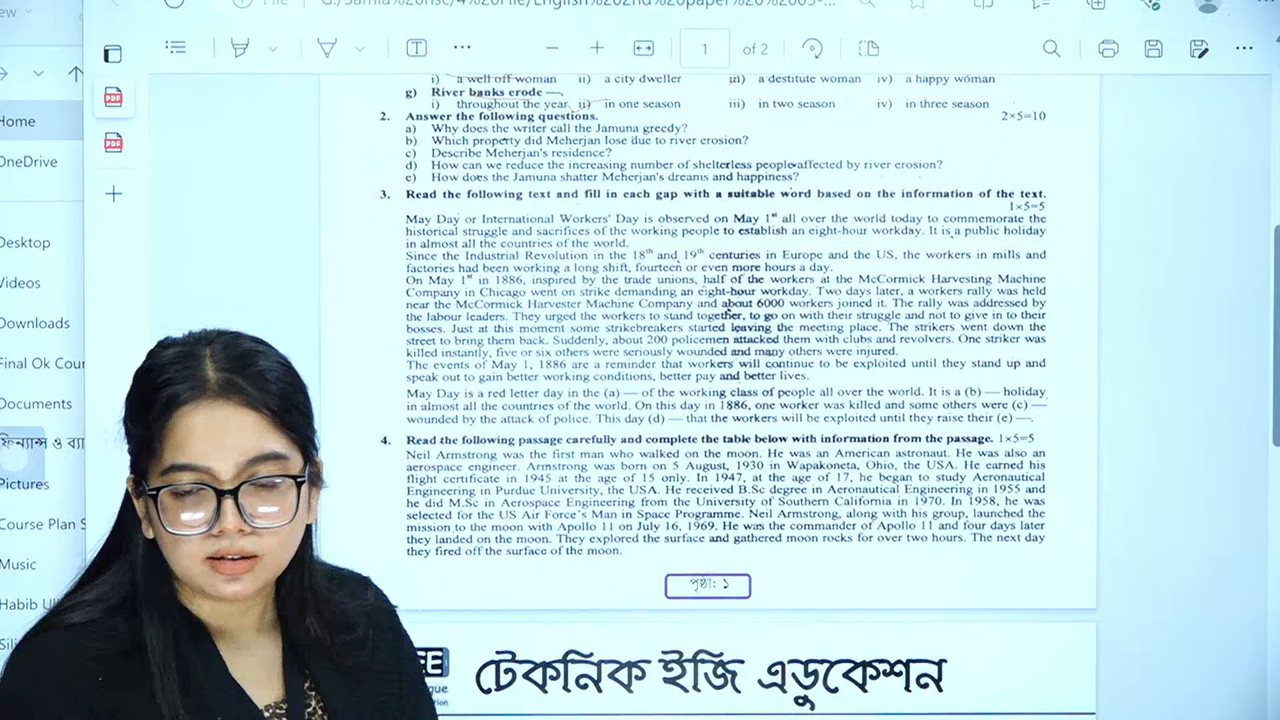 1 of 2
i) a well off woman ii) a city dweller iii) a destitute woman iv) a happy woman
g) River banks erode —.
i) throughout the year ii) in one season iii) in two season iv) in three season
2. Answer the following questions. 2×5=10
a) Why does the writer call the Jamuna greedy?
b) Which property did Meherjan lose due to river erosion?
c) Describe Meherjan's residence?
d) How can we reduce the increasing number of shelterless people affected by river erosion?
e) How does the Jamuna shatter Meherjan's dreams and happiness?
3. Read the following text and fill in each gap with a suitable word based on the information of the text.
1×5=5
May Day or International Workers' Day is observed on May 1st all over the world today to commemorate the
historical struggle and sacrifices of the working people to establish an eight-hour workday. It is a public holiday
in almost all the countries of the world.
Since the Industrial Revolution in the 18th and 19th centuries in Europe and the US, the workers in mills and
factories had been working a long shift, fourteen or even more hours a day.
On May 1st in 1886, inspired by the trade unions, half of the workers at the McCormick Harvesting Machine
Company in Chicago went on strike demanding an eight-hour workday. Two days later, a workers rally was held
near the McCormick Harvester Machine Company and about 6000 workers joined it. The rally was addressed by
the labour leaders. They urged the workers to stand together, to go on with their struggle and not to give in to their
bosses. Just at this moment some strikebreakers started leaving the meeting place. The strikers went down the
street to bring them back. Suddenly, about 200 policemen attacked them with clubs and revolvers. One striker was
killed instantly, five or six others were seriously wounded and many others were injured.
The events of May 1, 1886 are a reminder that workers will continue to be exploited until they stand up and
speak out to gain better working conditions, better pay and better lives.
May Day is a red letter day in the (a) — of the working class of people all over the world. It is a (b) — holiday
in almost all the countries of the world. On this day in 1886, one worker was killed and some others were (c) —
wounded by the attack of police. This day (d) — that the workers will be exploited until they raise their (e) —.
4. Read the following passage carefully and complete the table below with information from the passage. 1×5=5
Neil Armstrong was the first man who walked on the moon. He was an American astronaut. He was also an
aerospace engineer. Armstrong was born on 5 August, 1930 in Wapakoneta, Ohio, the USA. He earned his
flight certificate in 1945 at the age of 15 only. In 1947, at the age of 17, he began to study Aeronautical
Engineering in Purdue University, the USA. He received B.Sc degree in Aeronautical Engineering in 1955 and
he did M.Sc in Aerospace Engineering from the University of Southern California in 1970. In 1958, he was
selected for the US Air Force's Man in Space Programme. Neil Armstrong, along with his group, launched the
mission to the moon with Apollo 11 on July 16, 1969. He was the commander of Apollo 11 and four days later
they landed on the moon. They explored the surface and gathered moon rocks for over two hours. The next day
they fired off the surface of the moon.
পৃষ্ঠা: ১
টেকনিক ইজি এডুকেশন
Home
OneDrive
Desktop
Videos
Downloads
Final Ok Cou
Documents
ফিন্যান্স ও ব্যা
Pictures
Course Plan S
Music
Habib Ul